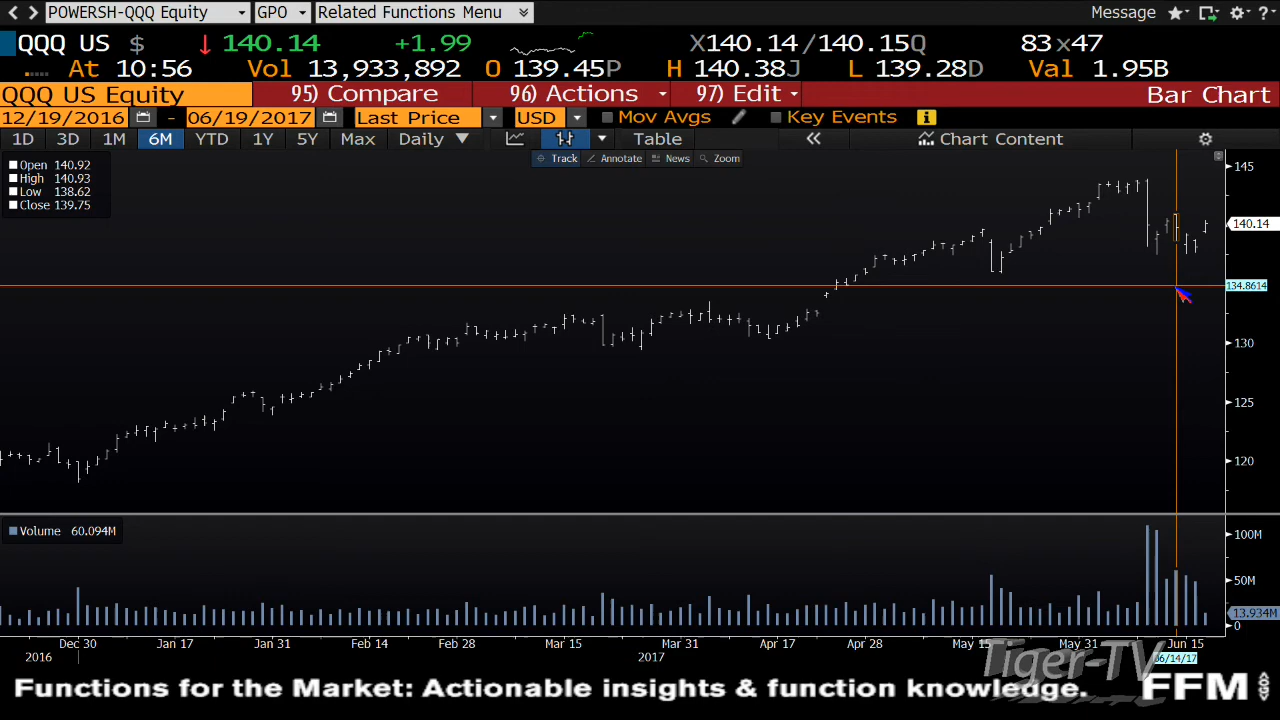 POWERSH-QQQ Equity GPO Related Functions Menu Message ?
QQQ US $ 140.14 +1.99 X140.14/140.15Q 83x47
At 10:56 Vol 13,933,892 O 139.45P H 140.38J L 139.28D Val 1.95B
QQQ US Equity 95) Compare 96) Actions 97) Edit Bar Chart
12/19/2016 - 06/19/2017 Last Price USD Mov Avgs Key Events i
1D 3D 1M 6M YTD 1Y 5Y Max Daily Table « Chart Content
Track Annotate News Zoom
Open 140.92
High 140.93
Low 138.62
Close 139.75
145
140.14
134.8614
130
125
120
Volume 60.094M
100M
50M
13.934M
0
Dec 30 Jan 17 Jan 31 Feb 14 Feb 28 Mar 15 Mar 31 Apr 17 Apr 28 May 15 May 31 Jun 15
2016 2017 06/14/17
Tiger-TV
Functions for the Market: Actionable insights & function knowledge. FFM